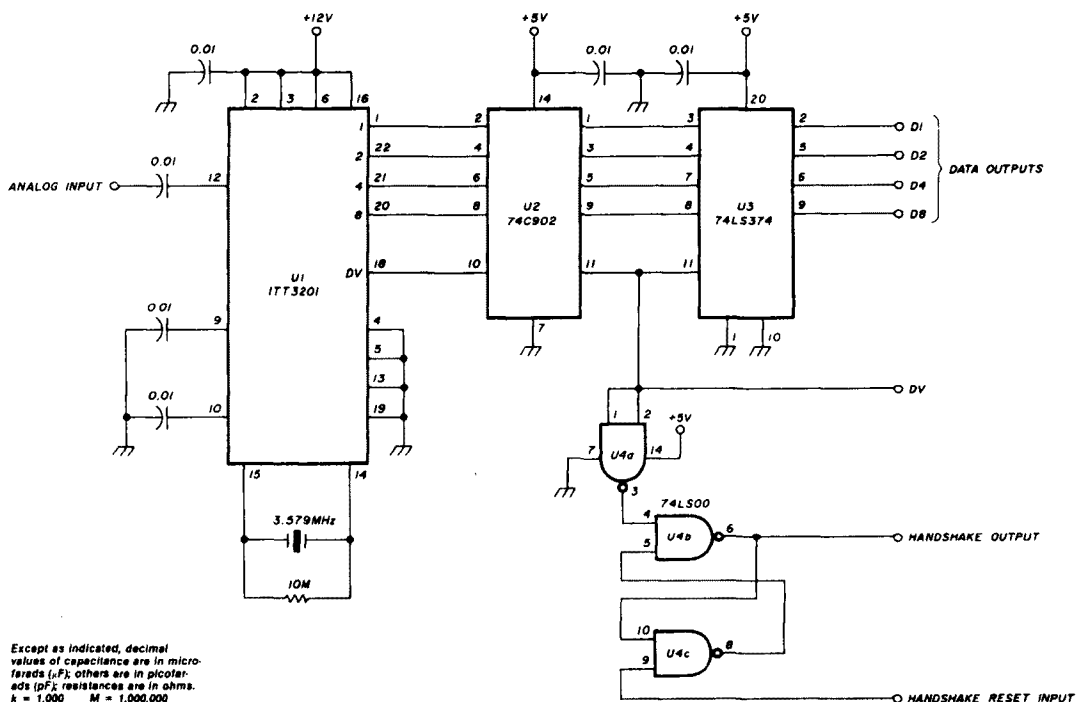 +12V
+5V
+5V
0.01
0.01
0.01
2 3 6 16
14
20
1 1
2 1
3 2
D1
2 22
4 3
4 5
D2
DATA OUTPUTS
ANALOG INPUT
0.01
12
4 21
6 5
7 6
D4
8 20
8 9
8 9
D8
U2
74C902
U3
74LS374
U1
ITT3201
DV 18
10 11
11
0.01
9
4
5
13
19
7
1
10
0.01
10
DV
1 2
+5V
7
U4a
14
3
15 14
3.579MHz
10M
74LS00
4
5
U4b
6
HANDSHAKE OUTPUT
10
9
U4c
8
HANDSHAKE RESET INPUT
Except as indicated, decimal
values of capacitance are in micro-
farads (μF); others are in picofar-
ads (pF); resistances are in ohms.
k = 1,000 M = 1,000,000